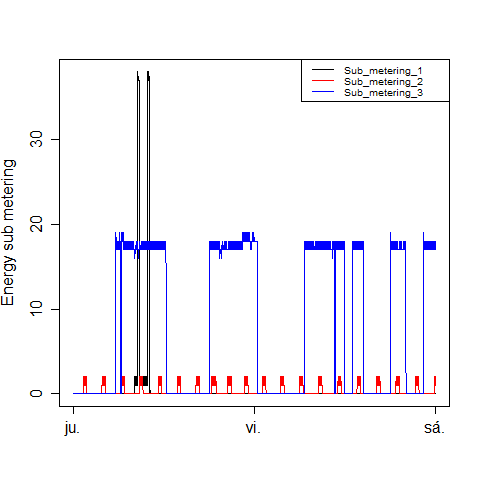 Sub_metering_1
Sub_metering_2
Sub_metering_3
Energy sub metering
30
20
10
0
ju.
vi.
sá.